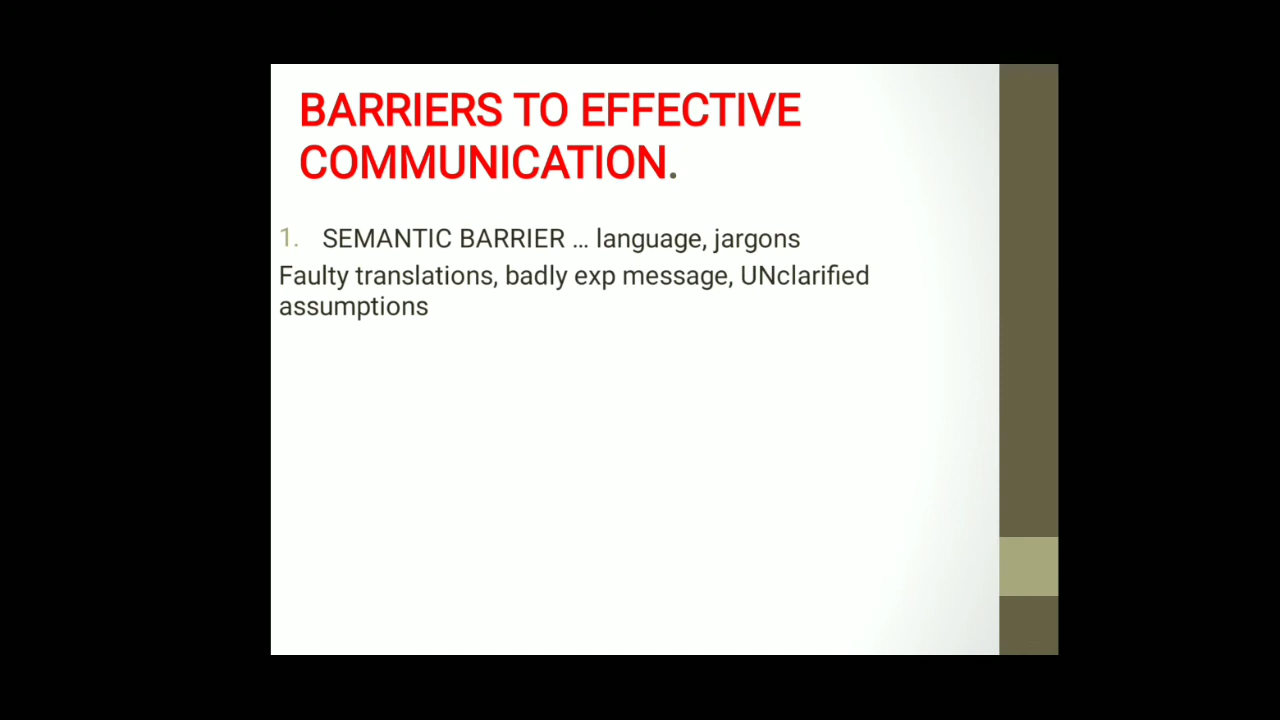 BARRIERS TO EFFECTIVE
COMMUNICATION.
1. SEMANTIC BARRIER ... language, jargons
Faulty translations, badly exp message, UNclarified
assumptions